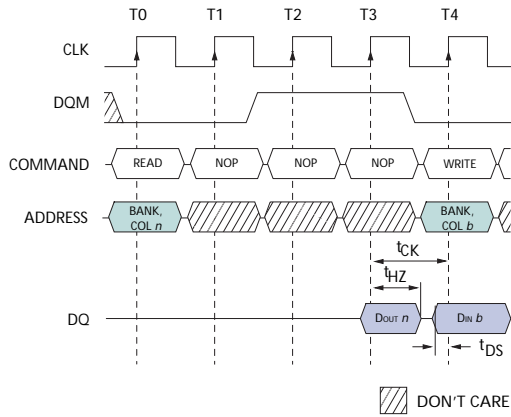 T0 T1 T2 T3 T4
CLK
DQM
COMMAND READ NOP NOP NOP WRITE
ADDRESS BANK, COL n BANK, COL b
tCK
tHZ
DQ DOUT n DIN b
tDS
DON'T CARE